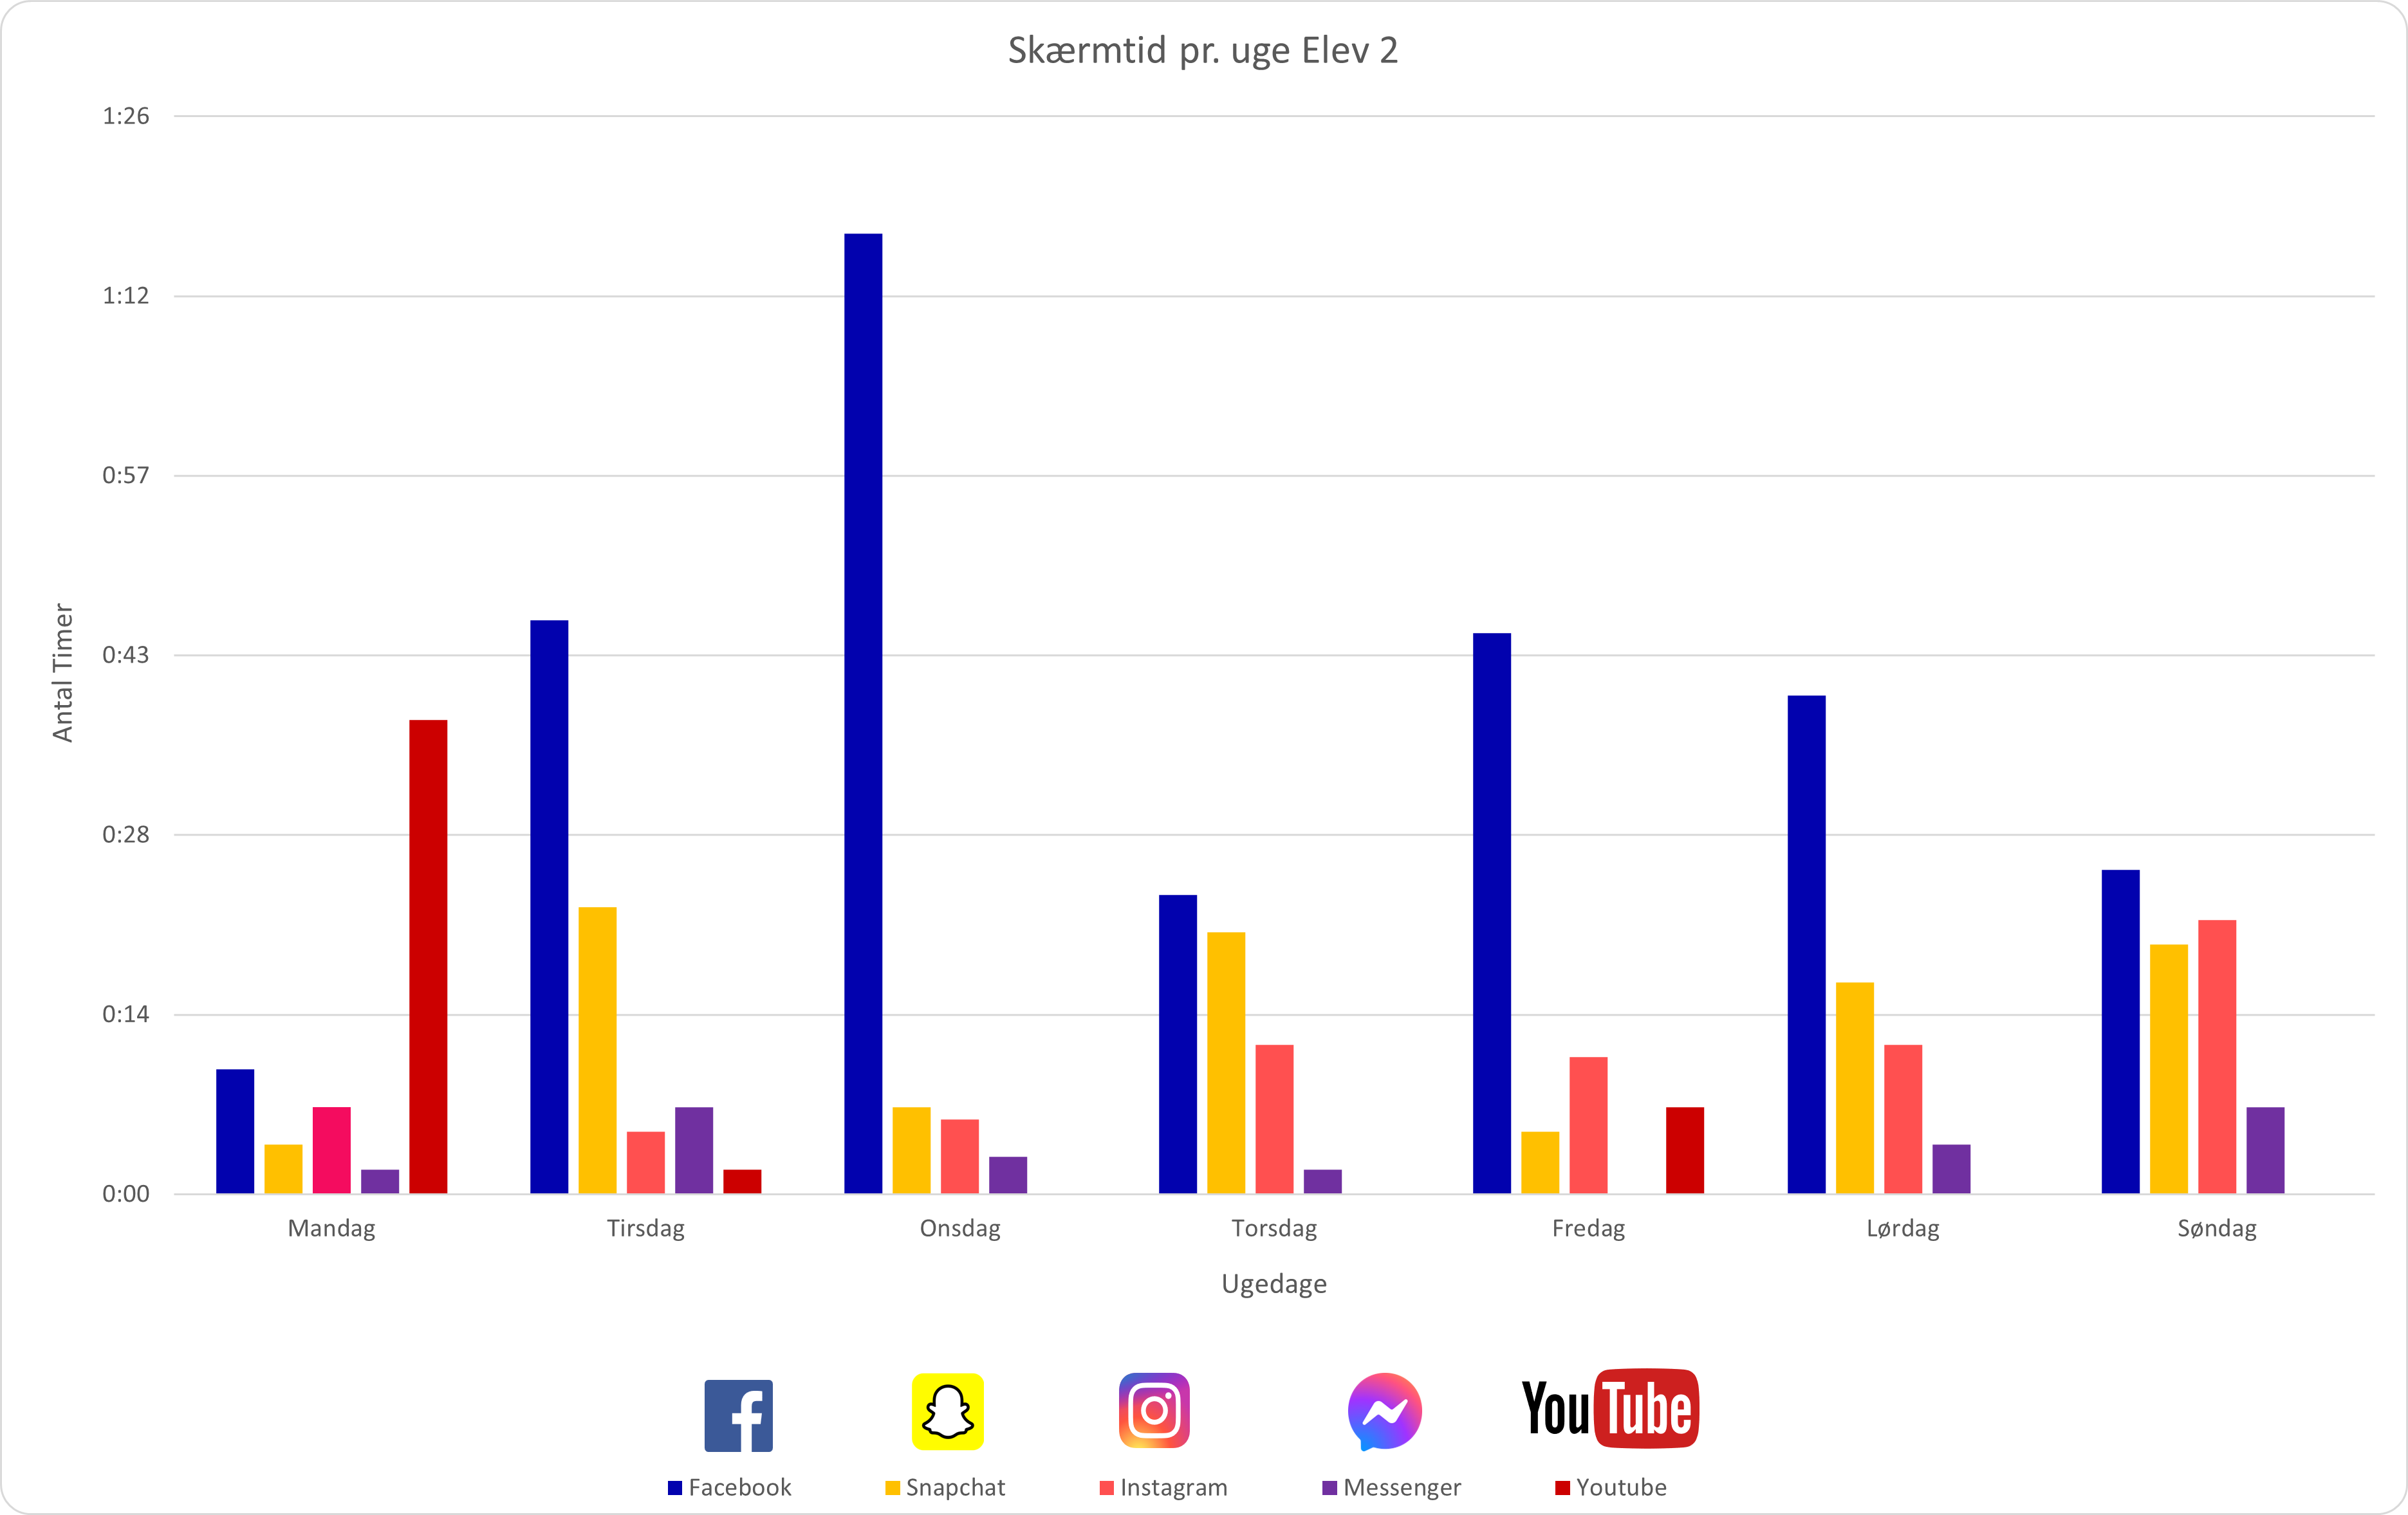 Skærmtid pr. uge Elev 2
1:26
1:12
0:57
0:43
0:28
0:14
0:00
Antal Timer
Mandag
Tirsdag
Onsdag
Torsdag
Fredag
Lørdag
Søndag
Ugedage
f
YouTube
Facebook
Snapchat
Instagram
Messenger
Youtube